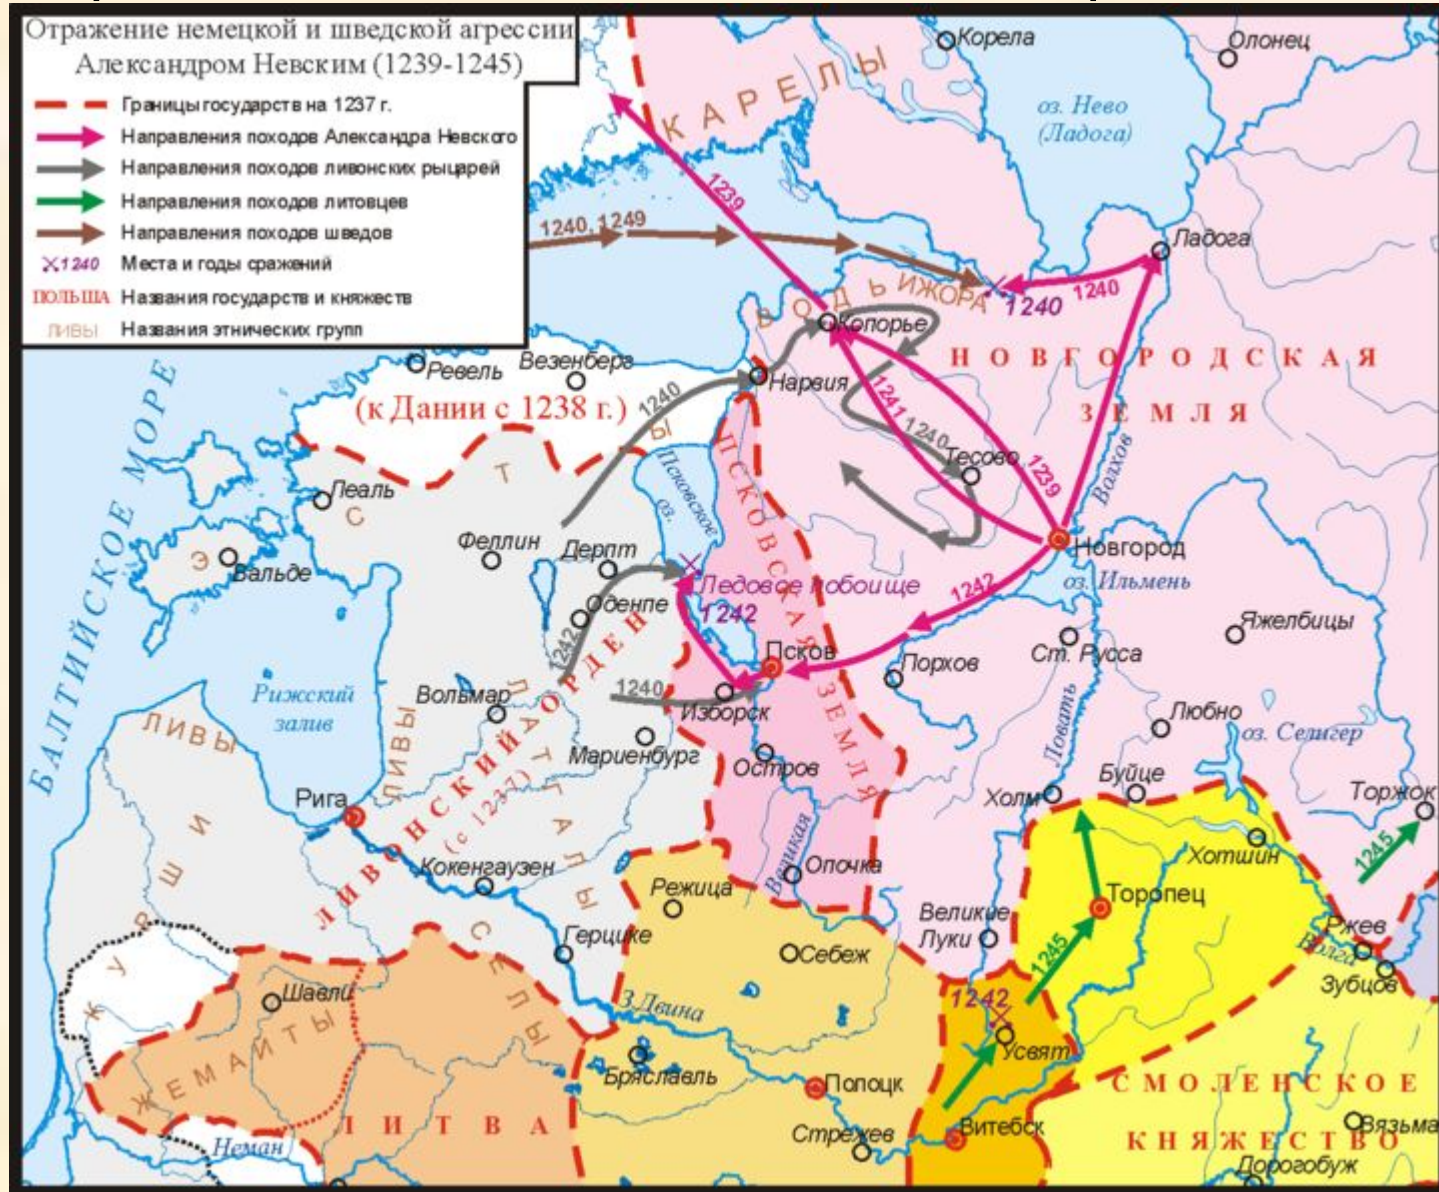 Отражение немецкой и шведской агрессии
Александром Невским (1239-1245)
Границы государств на 1237 г.
Направления походов Александра Невского
Направления походов ливонских рыцарей
Направления походов литовцев
Направления походов шведов
1240 Места и годы сражений
ПОЛЬША Названия государств и княжеств
ЛИВЫ Названия этнических групп
Корела
Олонец
КАРЕЛЫ
оз. Нево
(Ладога)
1239
1240, 1249
Ладога
1240
1240
ВОДЬ
ИЖОРА
Копорье
НОВГОРОДСКАЯ
ЗЕМЛЯ
Ревель
Везенберг
Нарвия
(к Дании с 1238 г.)
1240
1241
1240
Тесово
1239
Волхов
БАЛТИЙСКОЕ МОРЕ
ЭСТЫ
Леаль
Псковское
оз.
ПСКОВСКАЯ ЗЕМЛЯ
Вальде
Феллин
Дерпт
Новгород
оз. Ильмень
Ледовое побоище
1242
1242
Оденпе
1242
Яжелбицы
Ст. Русса
Псков
Порхов
Рижский
залив
Вольмар
1240
Изборск
Ловать
Любно
оз. Селигер
ЛИВЫ
ЛИВЫ
ЛАТГАЛЫ
Мариенбург
Остров
Буйце
Холм
Торжок
Рига
ЛИВОНСКИЙ ОРДЕН
(с 1237)
1245
Хотшин
Кокенгаузен
Великая
Опочка
Режица
Торопец
КУРШИ
СЕЛЫ
Герцике
Великие
Луки
Себеж
1245
Ржев
Волга
Зубцов
Шавли
З.Двина
1242
Усвят
ЖЕМАЙТЫ
Бряславль
Полоцк
СМОЛЕНСКОЕ
КНЯЖЕСТВО
ЛИТВА
Неман
Стрежев
Витебск
Вязьма
Дорогобуж